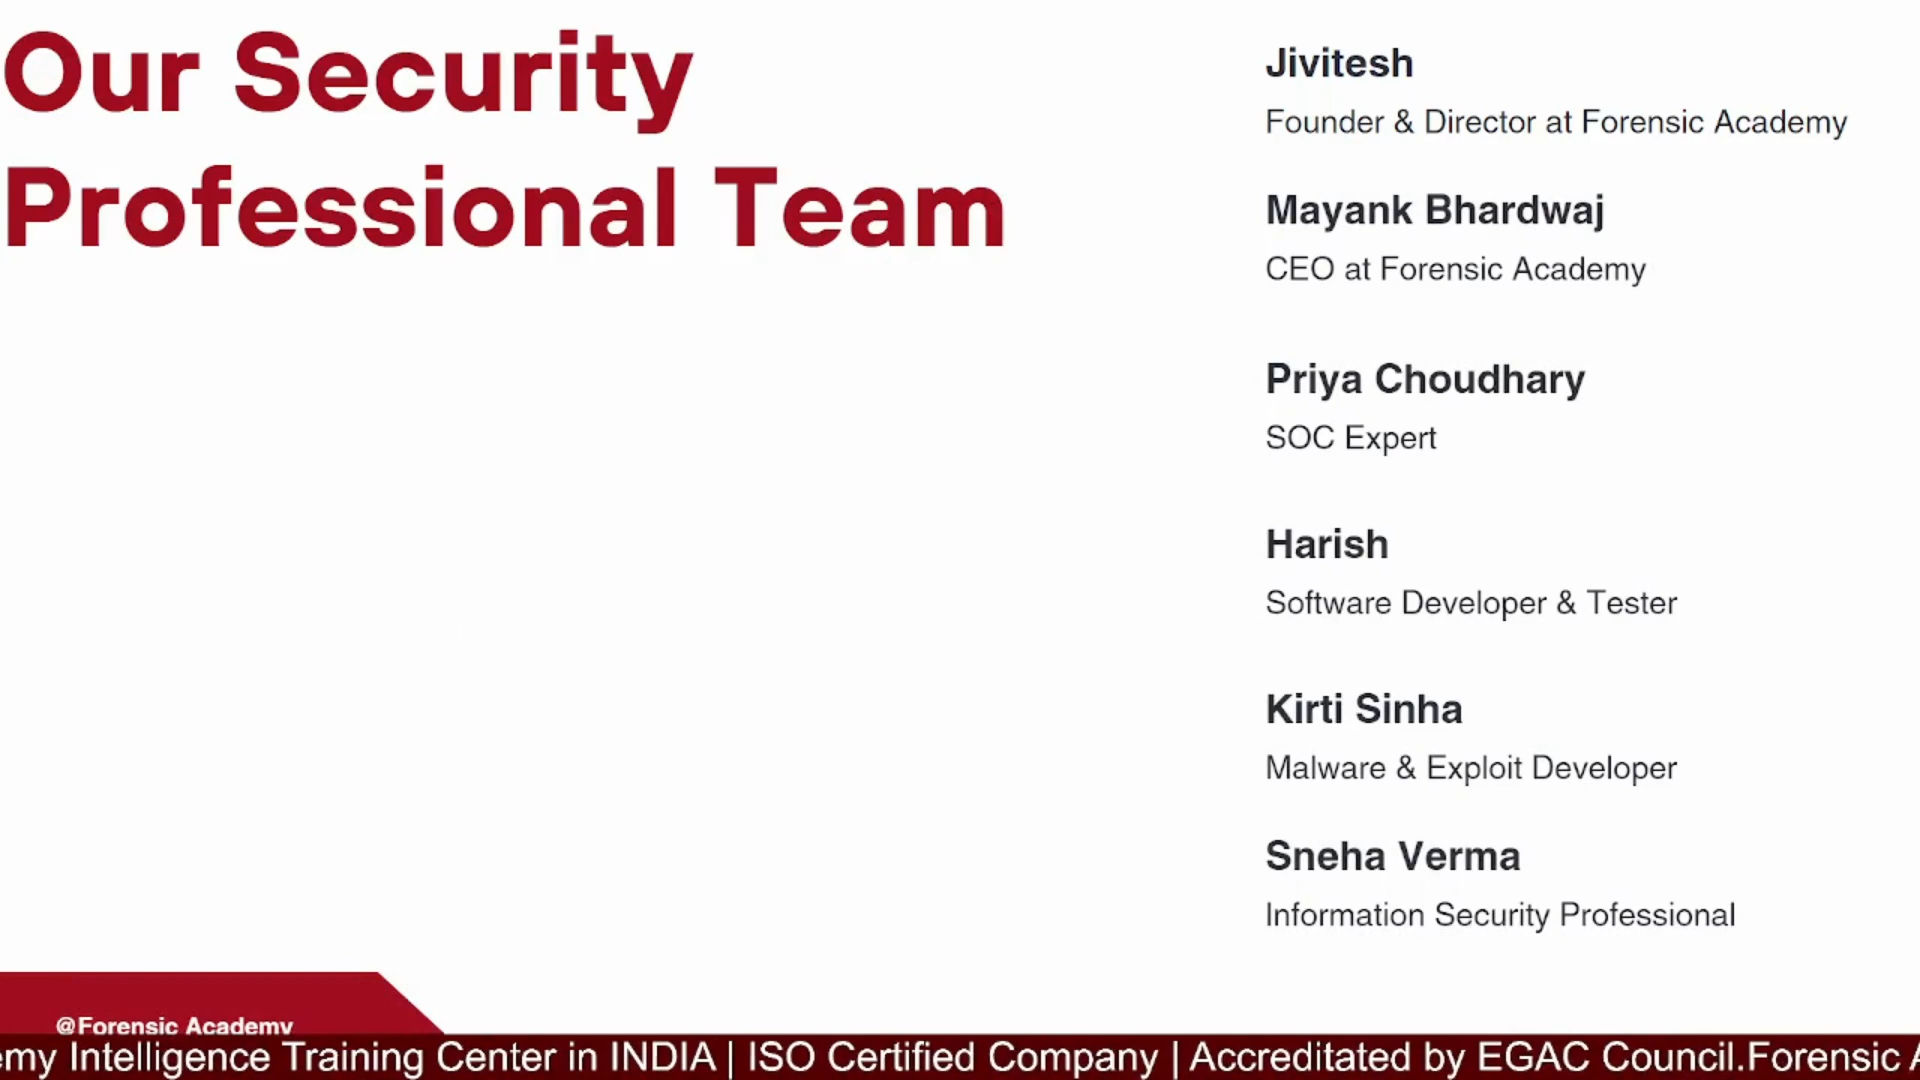 Our Security
Professional Team
Jivitesh
Founder & Director at Forensic Academy
Mayank Bhardwaj
CEO at Forensic Academy
Priya Choudhary
SOC Expert
Harish
Software Developer & Tester
Kirti Sinha
Malware & Exploit Developer
Sneha Verma
Information Security Professional
@Forensic Academy
emy Intelligence Training Center in INDIA | ISO Certified Company | Accredited by EGAC Council.Forensic A